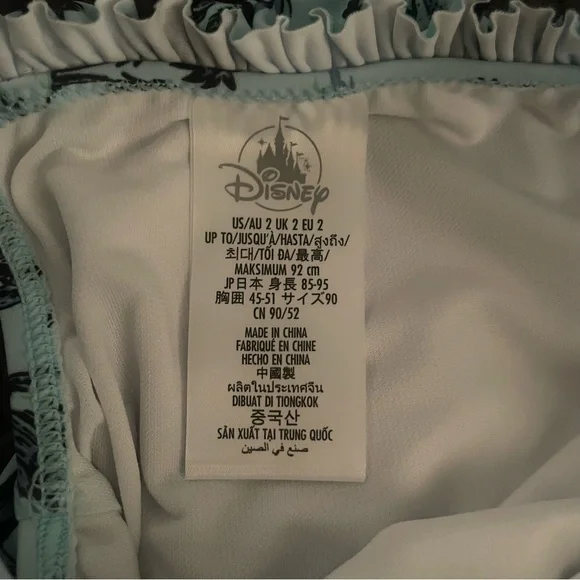 Disney
US/AU 2 UK 2 EU 2
UP TO/JUSQU'À/HASTA/สูงถึง/
최대/TỐI ĐA/最高/
MAKSIMUM 92 cm
JP日本 身長 85-95
胸囲 45-51 サイズ90
CN 90/52
MADE IN CHINA
FABRIQUÉ EN CHINE
HECHO EN CHINA
中國製
ผลิตในประเทศจีน
DIBUAT DI TIONGKOK
중국산
SẢN XUẤT TẠI TRUNG QUỐC
صنع في الصين